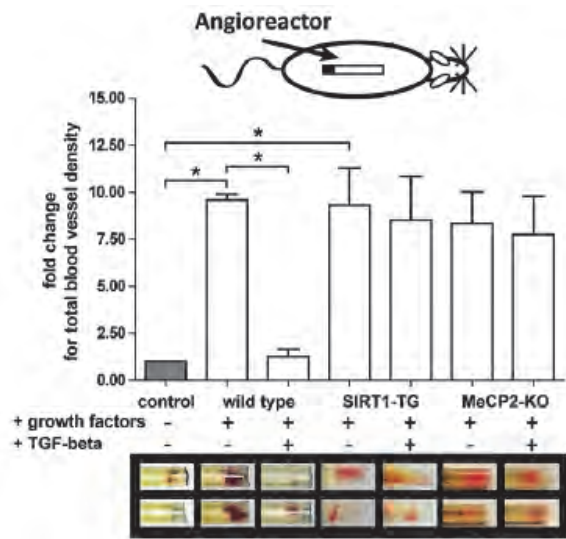 Angioreactor
15.00
12.50
10.00
7.50
5.00
2.50
0.00
fold change
for total blood vessel density
*
*
*
control wild type SIRT1-TG MeCP2-KO
+ growth factors - + + + + + +
+ TGF-beta - - + - + - +